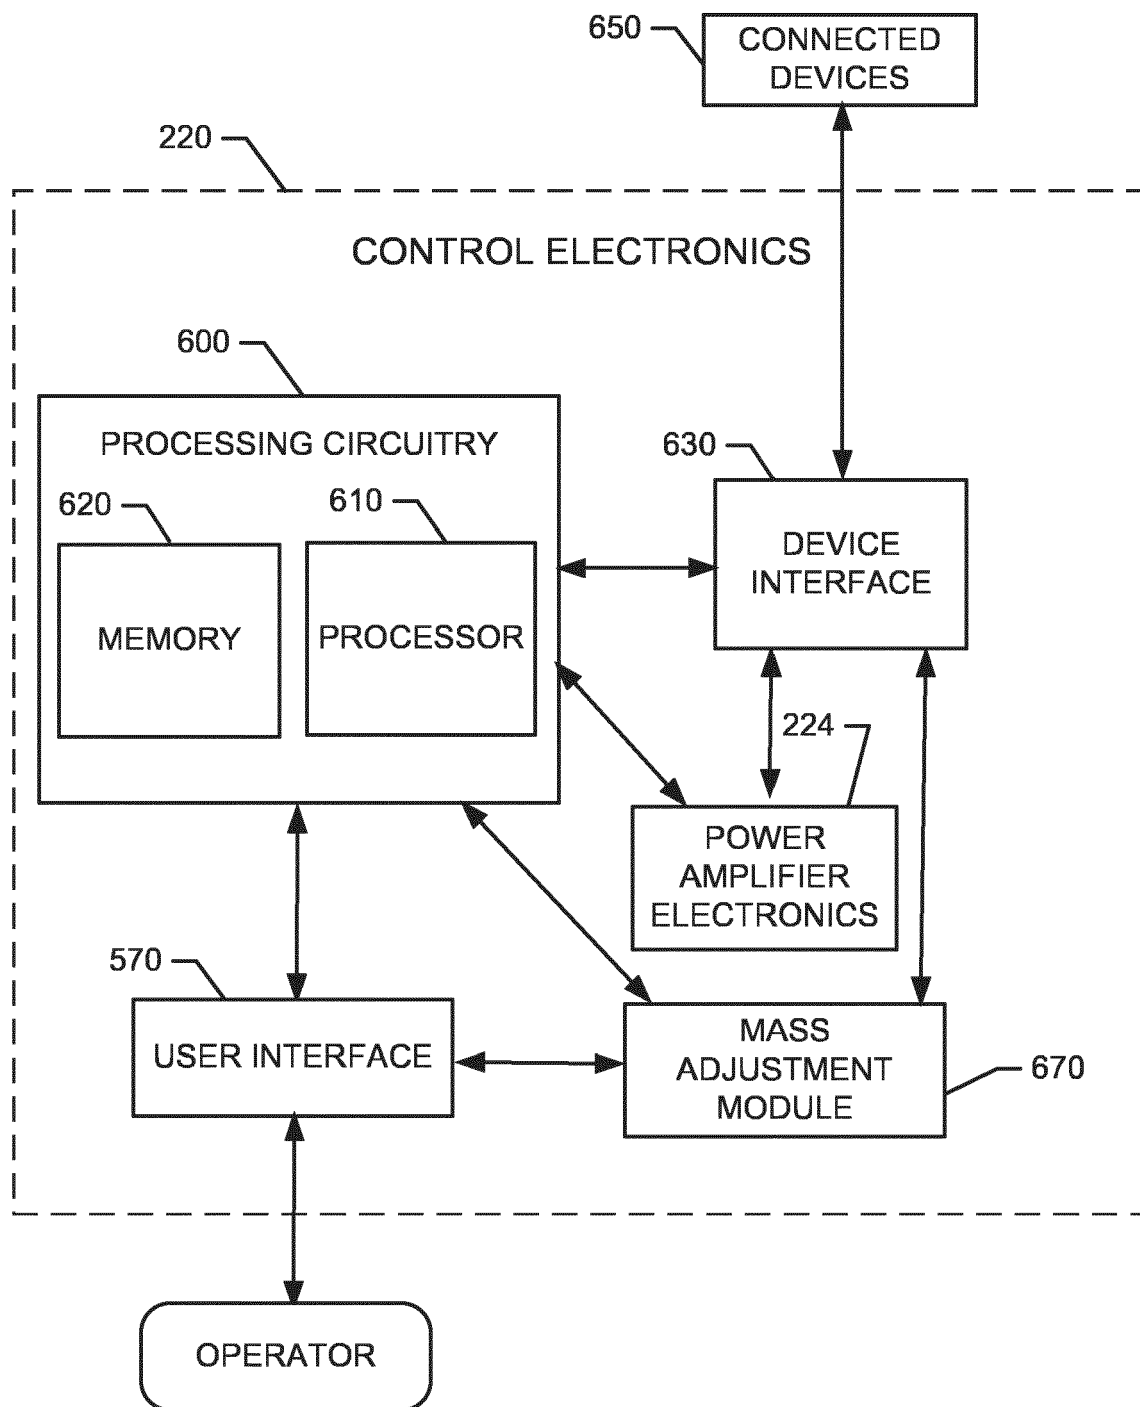 650
CONNECTED
DEVICES
220
CONTROL ELECTRONICS
600
PROCESSING CIRCUITRY
630
620
610
DEVICE
INTERFACE
MEMORY
PROCESSOR
224
POWER
AMPLIFIER
ELECTRONICS
570
USER INTERFACE
MASS
ADJUSTMENT
MODULE
670
OPERATOR